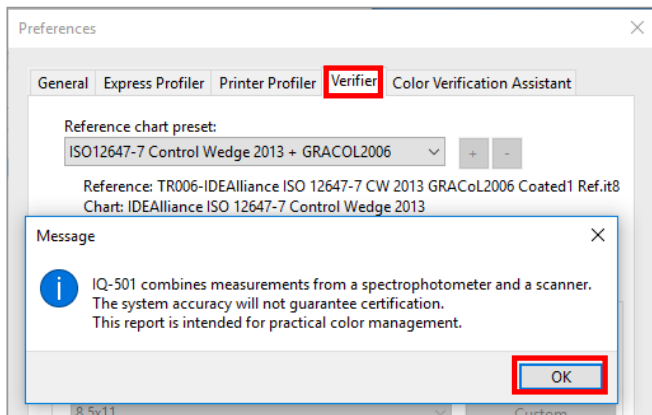 Preferences
General Express Profiler Printer Profiler Verifier Color Verification Assistant
Reference chart preset:
ISO12647-7 Control Wedge 2013 + GRACOL2006 + -
Reference: TR006-IDEAlliance ISO 12647-7 CW 2013 GRACoL2006 Coated1 Ref.it8
Chart: IDEAlliance ISO 12647-7 Control Wedge 2013
Message
IQ-501 combines measurements from a spectrophotometer and a scanner.
The system accuracy will not guarantee certification.
This report is intended for practical color management.
OK
8.5x11 Custom